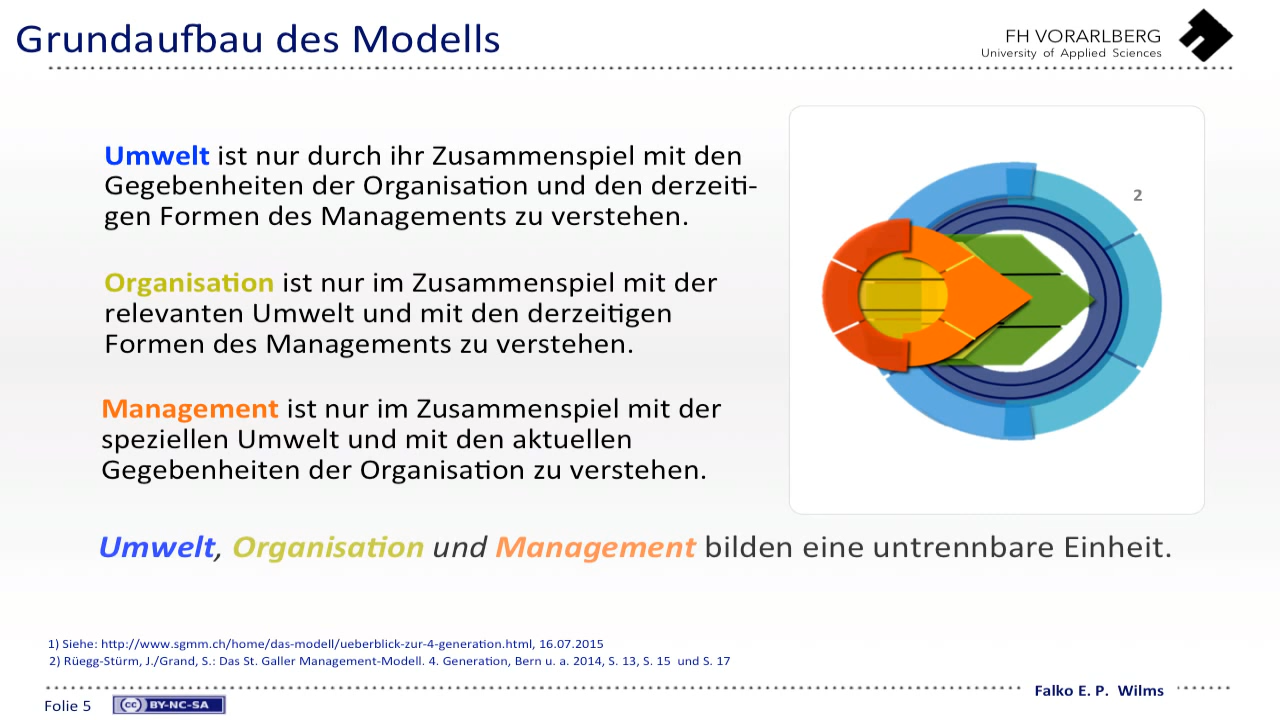 Grundaufbau des Modells
FH VORARLBERG
University of Applied Sciences
Umwelt ist nur durch ihr Zusammenspiel mit den
Gegebenheiten der Organisation und den derzeiti-
gen Formen des Managements zu verstehen.
Organisation ist nur im Zusammenspiel mit der
relevanten Umwelt und mit den derzeitigen
Formen des Managements zu verstehen.
Management ist nur im Zusammenspiel mit der
speziellen Umwelt und mit den aktuellen
Gegebenheiten der Organisation zu verstehen.
2
Umwelt, Organisation und Management bilden eine untrennbare Einheit.
1) Siehe: http://www.sgmm.ch/home/das-modell/ueberblick-zur-4-generation.html, 16.07.2015
2) Rüegg-Stürm, J./Grand, S.: Das St. Galler Management-Modell. 4. Generation, Bern u. a. 2014, S. 13, S. 15 und S. 17
Falko E. P. Wilms
Folie 5
cc BY-NC-SA